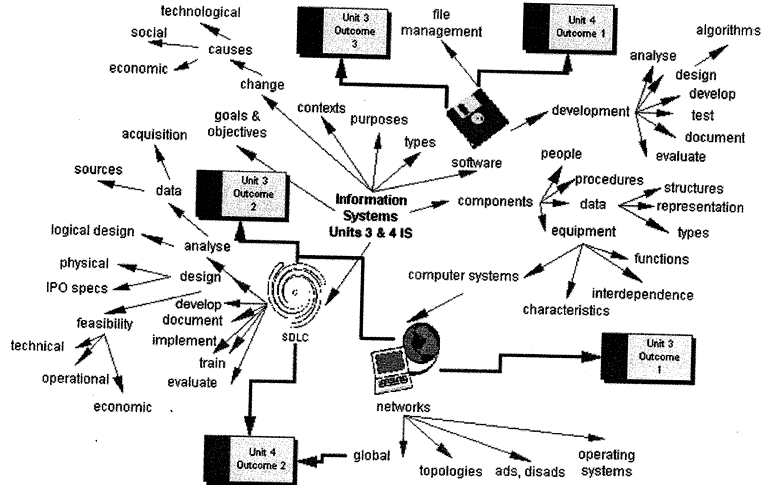 technological
social
causes
economic
change
Unit 3
Outcome
3
file
management
Unit 4
Outcome 1
algorithms
analyse
design
develop
test
document
evaluate
development
goals &
objectives
contexts
purposes
types
software
acquisition
sources
data
Unit 3
Outcome
2
Information
Systems
Units 3 & 4 IS
components
people
procedures
data
equipment
structures
representation
types
functions
interdependence
characteristics
computer systems
logical design
analyse
physical
design
IPO specs
feasibility
develop
document
implement
train
evaluate
SDLC
technical
operational
economic
Unit 3
Outcome
1
networks
global
topologies
ads, disads
operating
systems
Unit 4
Outcome 2